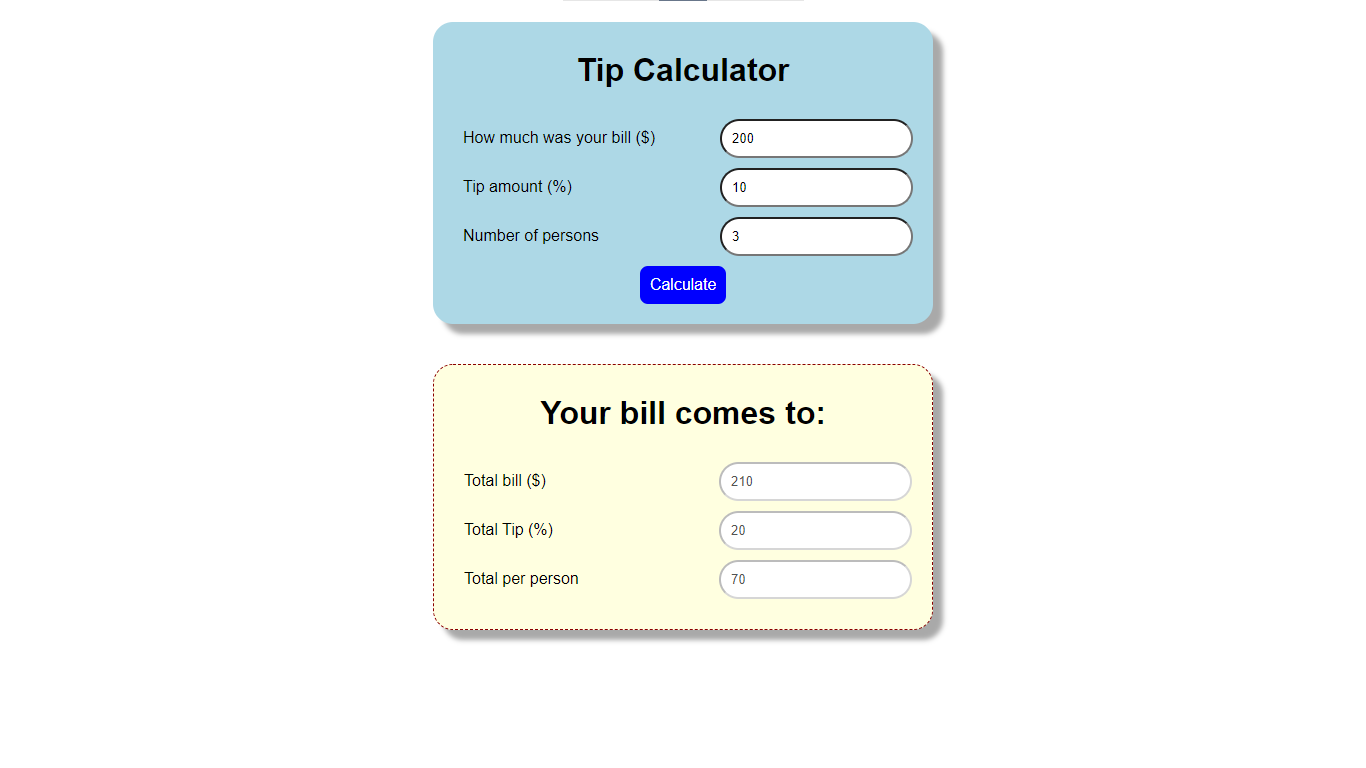 Tip Calculator
How much was your bill ($) 200
Tip amount (%) 10
Number of persons 3
Calculate
Your bill comes to:
Total bill ($) 210
Total Tip (%) 20
Total per person 70